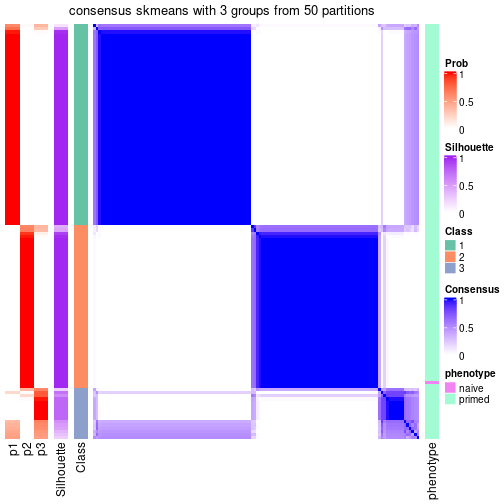 consensus skmeans with 3 groups from 50 partitions
Prob
1
0.5
0
Silhouette
1
0.5
0
Class
1
2
3
Consensus
1
0.5
0
phenotype
naive
primed
p1
p2
p3
Silhouette
Class
phenotype